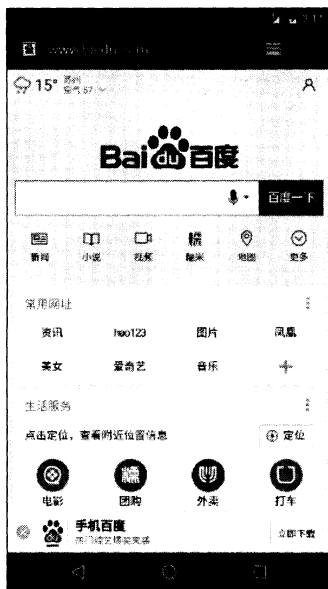 15°
Bai du 百度
百度一下
新闻 小说 视频 糯米 地图 更多
常用网址
资讯 hao123 图片 凤凰
美女 爱奇艺 音乐
生活服务
点击定位，查看附近位置信息 定位
电影 团购 外卖 打车
手机百度
立即下载